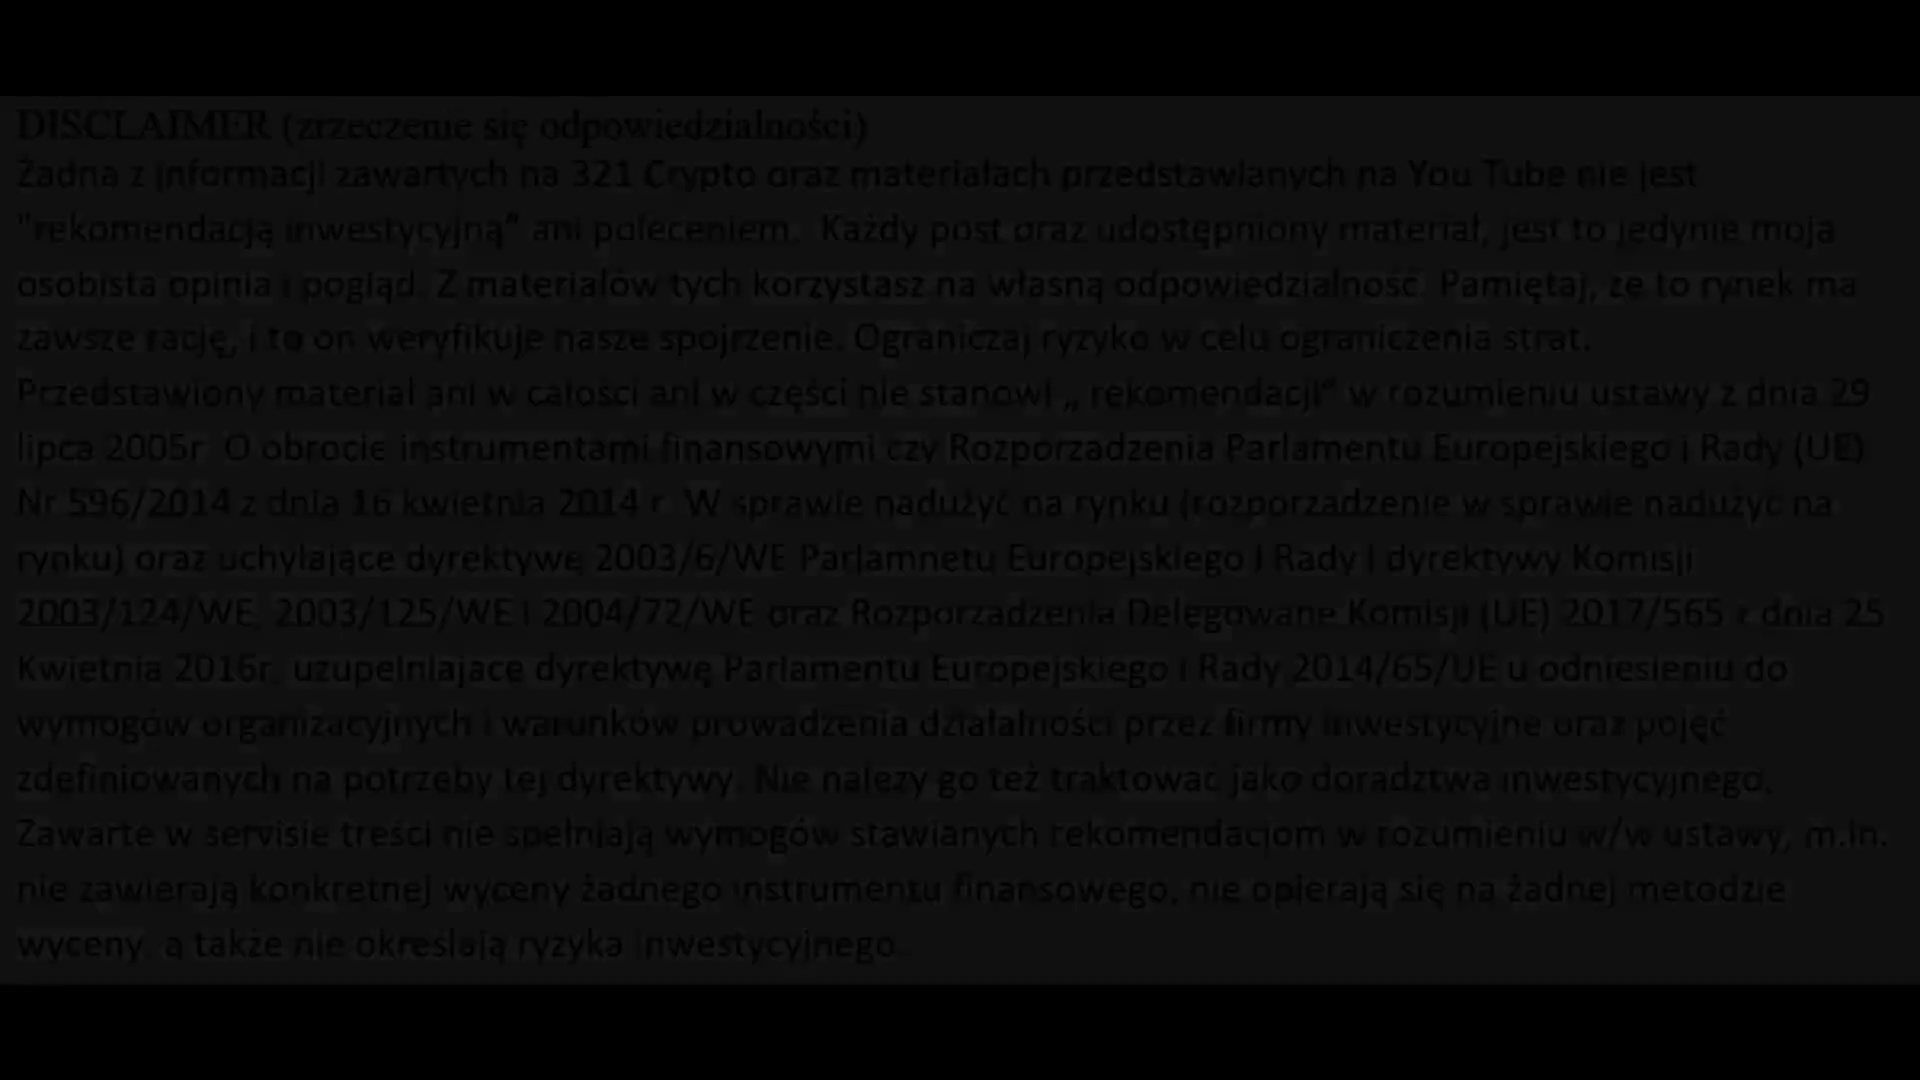 DISCLAIMER (zrzeczenie się odpowiedzialności)
Żadna z informacji zawartych na 321 Crypto oraz materiałach przedstawianych na You Tube nie jest
"rekomendacją inwestycyjną” ani poleceniem. Każdy post oraz udostępniony materiał, jest to jedynie moja
osobista opinia i pogląd. Z materiałów tych korzystasz na własną odpowiedzialność. Pamiętaj, że to rynek ma
zawsze rację, i to on weryfikuje nasze spojrzenie. Ograniczaj ryzyko w celu ograniczenia strat.
Przedstawiony materiał ani w całości ani w części nie stanowi „ rekomendacji” w rozumieniu ustawy z dnia 29
lipca 2005r. O obrocie instrumentami finansowymi czy Rozporzadzenia Parlamentu Europejskiego i Rady (UE)
Nr 596/2014 z dnia 16 kwietnia 2014 r. W sprawie nadużyć na rynku (rozporzadzenie w sprawie nadużyć na
rynku) oraz uchylające dyrektywę 2003/6/WE Parlamnetu Europejskiego i Rady i dyrektywy Komisji
2003/124/WE, 2003/125/WE i 2004/72/WE oraz Rozporzadzenia Delegowane Komisji (UE) 2017/565 z dnia 25
Kwietnia 2016r. uzupelniajace dyrektywę Parlamentu Europejskiego i Rady 2014/65/UE u odniesieniu do
wymogów organizacyjnych i warunków prowadzenia działalności przez firmy inwestycyjne oraz pojęć
zdefiniowanych na potrzeby tej dyrektywy. Nie nalezy go też traktować jako doradztwa inwestycyjnego.
Zawarte w serwisie treści nie spełniają wymogów stawianych rekomendacjom w rozumieniu w/w ustawy, m.in.
nie zawierają konkretnej wyceny żadnego instrumentu finansowego, nie opierają się na żadnej metodzie
wyceny, a także nie określają ryzyka inwestycyjnego.